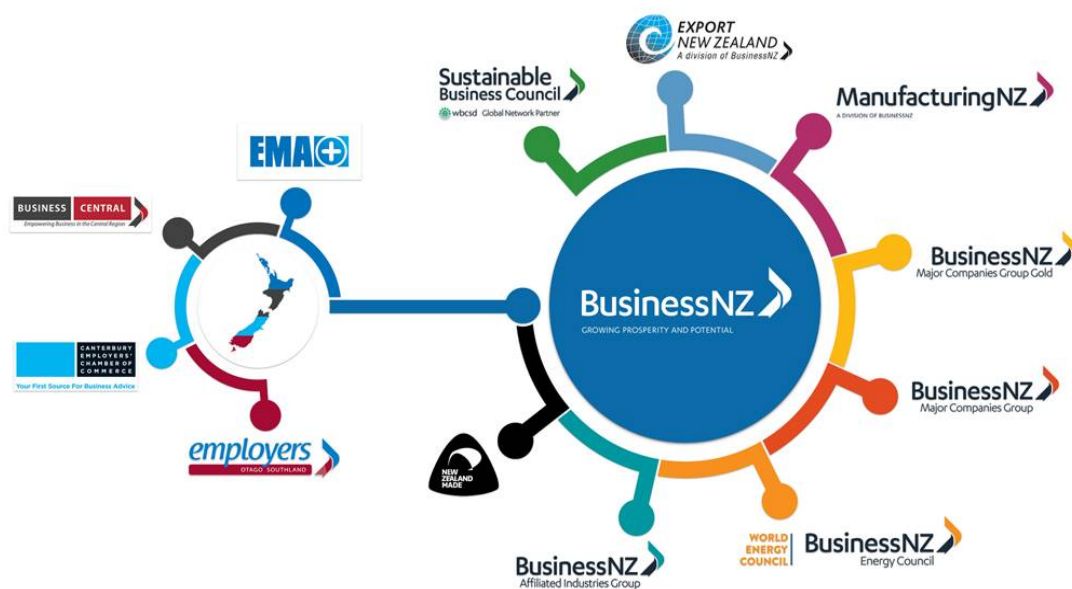 EXPORT
NEW ZEALAND
A division of BusinessNZ
Sustainable
Business Council
wbcsd Global Network Partner
ManufacturingNZ
A DIVISION OF BUSINESSNZ
EMA
BUSINESS CENTRAL
Empowering Business in the Central Region
BusinessNZ
Major Companies Group Gold
BusinessNZ
GROWING PROSPERITY AND POTENTIAL
CANTERBURY
EMPLOYERS'
CHAMBER OF
COMMERCE
Your First Source For Business Advice
BusinessNZ
Major Companies Group
employers
OTAGO SOUTHLAND
NEW
ZEALAND
MADE
WORLD
ENERGY
COUNCIL
BusinessNZ
Energy Council
BusinessNZ
Affiliated Industries Group